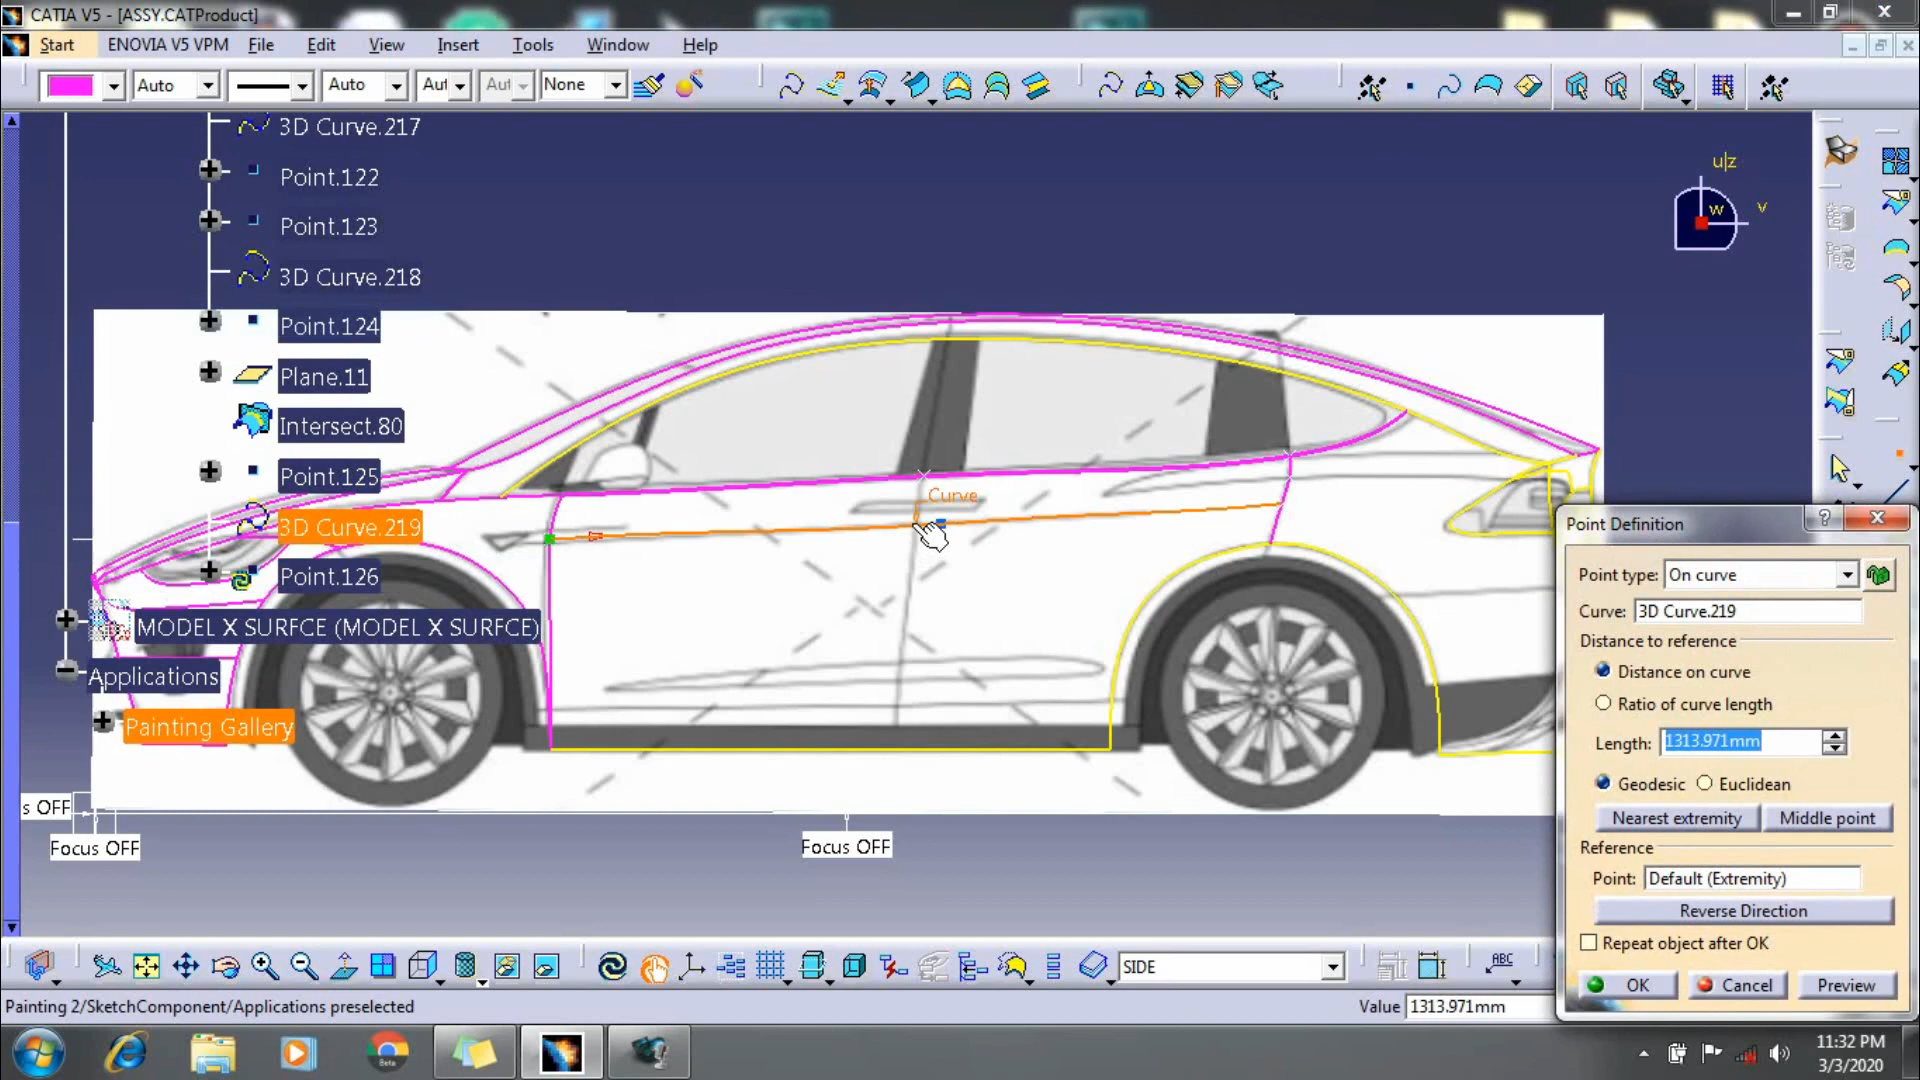 CATIA V5 - [ASSY.CATProduct]
Start ENOVIA V5 VPM File Edit View Insert Tools Window Help
Auto Auto Aut Aut None
3D Curve.217
Point.122
Point.123
3D Curve.218
Point.124
Plane.11
Intersect.80
Point.125
3D Curve.219
Point.126
MODEL X SURFCE (MODEL X SURFCE)
Applications
Painting Gallery
u|z
w
v
Curve
s OFF
Focus OFF
Focus OFF
Point Definition
Point type: On curve
Curve: 3D Curve.219
Distance to reference
Distance on curve
Ratio of curve length
Length: 1313.971mm
Geodesic Euclidean
Nearest extremity Middle point
Reference
Point: Default (Extremity)
Reverse Direction
Repeat object after OK
OK Cancel Preview
SIDE
ABC
Painting 2/SketchComponent/Applications preselected
Value 1313.971mm
Beta
11:32 PM
3/3/2020